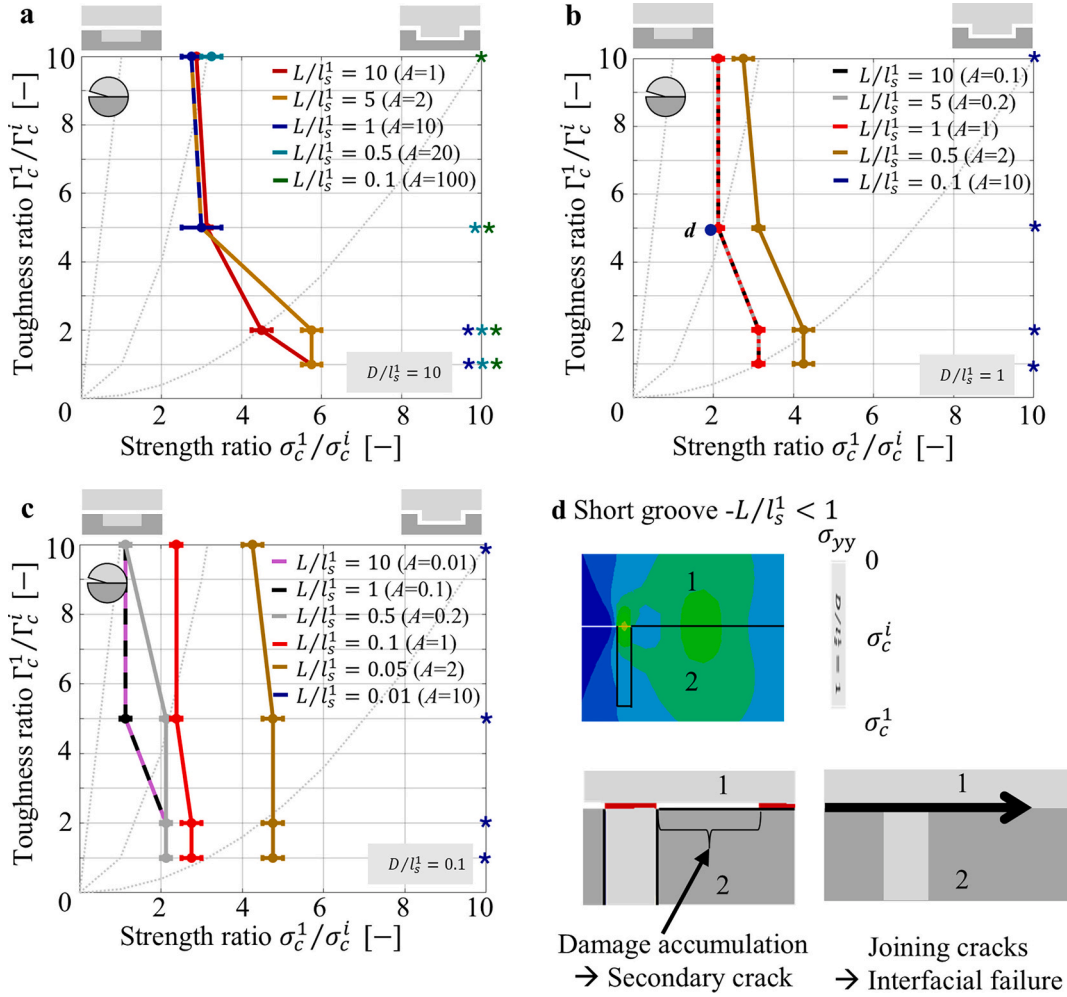 a
10
8
6
4
2
0
2
4
6
8
10
Toughness ratio Γ_c^1/Γ_c^i [−]
Strength ratio σ_c^1/σ_c^i [−]
L/l_s^1 = 10 (A=1)
L/l_s^1 = 5 (A=2)
L/l_s^1 = 1 (A=10)
L/l_s^1 = 0.5 (A=20)
L/l_s^1 = 0.1 (A=100)
* * *
* * *
* *
*
D/l_s^1 = 10
b
10
8
6
4
2
0
2
4
6
8
10
Toughness ratio Γ_c^1/Γ_c^i [−]
Strength ratio σ_c^1/σ_c^i [−]
L/l_s^1 = 10 (A=0.1)
L/l_s^1 = 5 (A=0.2)
L/l_s^1 = 1 (A=1)
L/l_s^1 = 0.5 (A=2)
L/l_s^1 = 0.1 (A=10)
d
D/l_s^1 = 1
c
10
8
6
4
2
0
2
4
6
8
10
Toughness ratio Γ_c^1/Γ_c^i [−]
Strength ratio σ_c^1/σ_c^i [−]
L/l_s^1 = 10 (A=0.01)
L/l_s^1 = 1 (A=0.1)
L/l_s^1 = 0.5 (A=0.2)
L/l_s^1 = 0.1 (A=1)
L/l_s^1 = 0.05 (A=2)
L/l_s^1 = 0.01 (A=10)
D/l_s^1 = 0.1
d Short groove -L/l_s^1 < 1
σ_yy
0
σ_c^i
σ_c^1
D/l_s^1 = 1
1
2
1
2
Damage accumulation
→ Secondary crack
1
2
Joining cracks
→ Interfacial failure